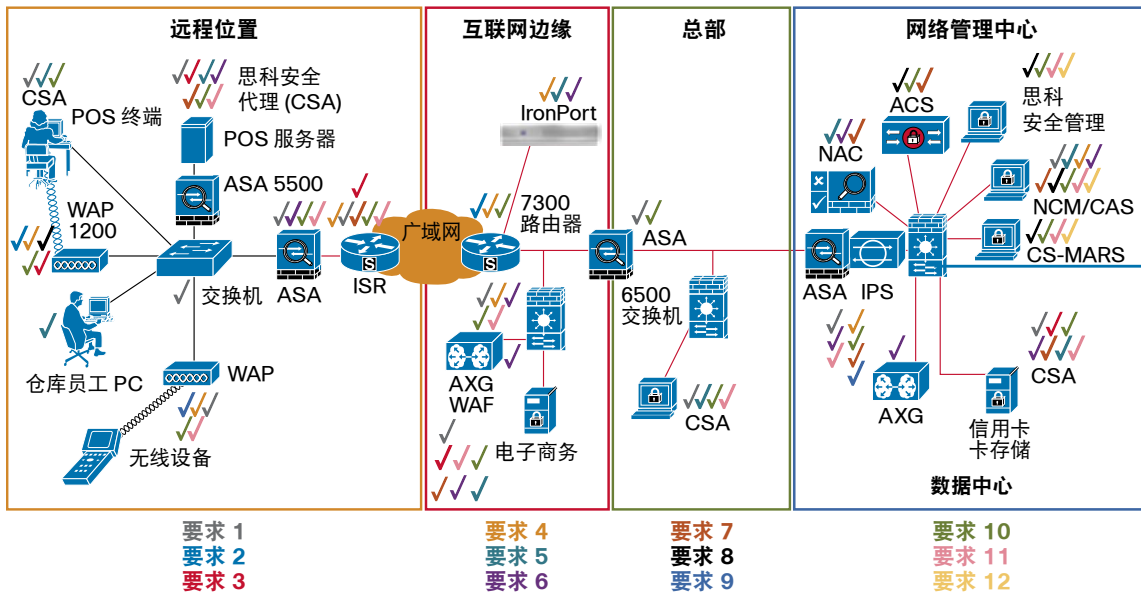 远程位置
互联网边缘
总部
网络管理中心
CSA
POS 终端
思科安全
代理 (CSA)
POS 服务器
ASA 5500
WAP
1200
交换机
ASA
ISR
仓库员工 PC
WAP
无线设备
广域网
IronPort
7300
路由器
AXG
WAF
电子商务
ASA
6500
交换机
CSA
ACS
思科
安全管理
NAC
NCM/CAS
CS-MARS
ASA
IPS
AXG
CSA
信用卡
卡存储
数据中心
要求 1
要求 2
要求 3
要求 4
要求 5
要求 6
要求 7
要求 8
要求 9
要求 10
要求 11
要求 12
S
S